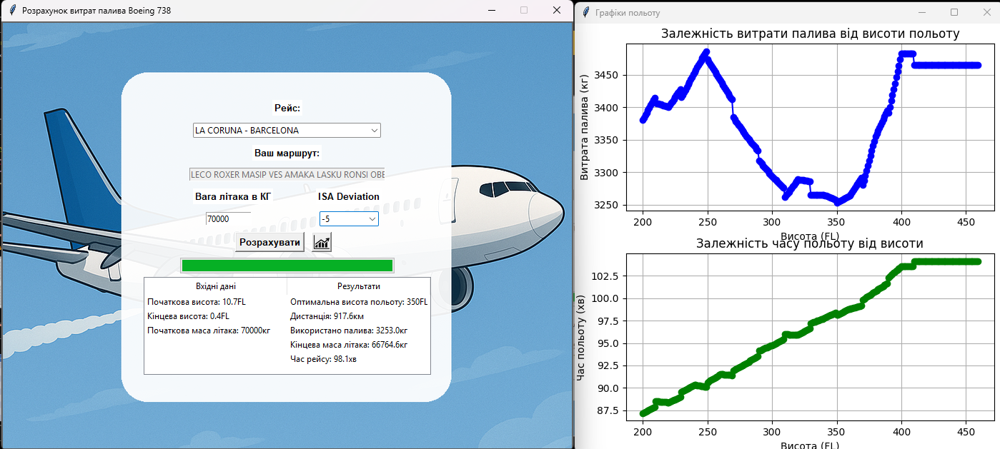 Розрахунок витрат палива Boeing 738
Рейс:
LA CORUNA - BARCELONA
Ваш маршрут:
LECO ROXER MASIP VES AMAKA LASKU RONSI OBE
Вага літака в КГ
ISA Deviation
70000
-5
Розрахувати
Вхідні дані
Результати
Початкова висота: 10.7FL
Оптимальна висота польоту: 350FL
Кінцева висота: 0.4FL
Дистанція: 917.6км
Початкова маса літака: 70000кг
Використано палива: 3253.0кг
Кінцева маса літака: 66764.6кг
Час рейсу: 98.1хв
Графіки польоту
Залежність витрати палива від висоти польоту
Витрата палива (кг)
3450
3400
3350
3300
3250
200 250 300 350 400 450
Висота (FL)
Залежність часу польоту від висоти
Час польоту (хв)
102.5
100.0
97.5
95.0
92.5
90.0
87.5
200 250 300 350 400 450
Висота (FL)